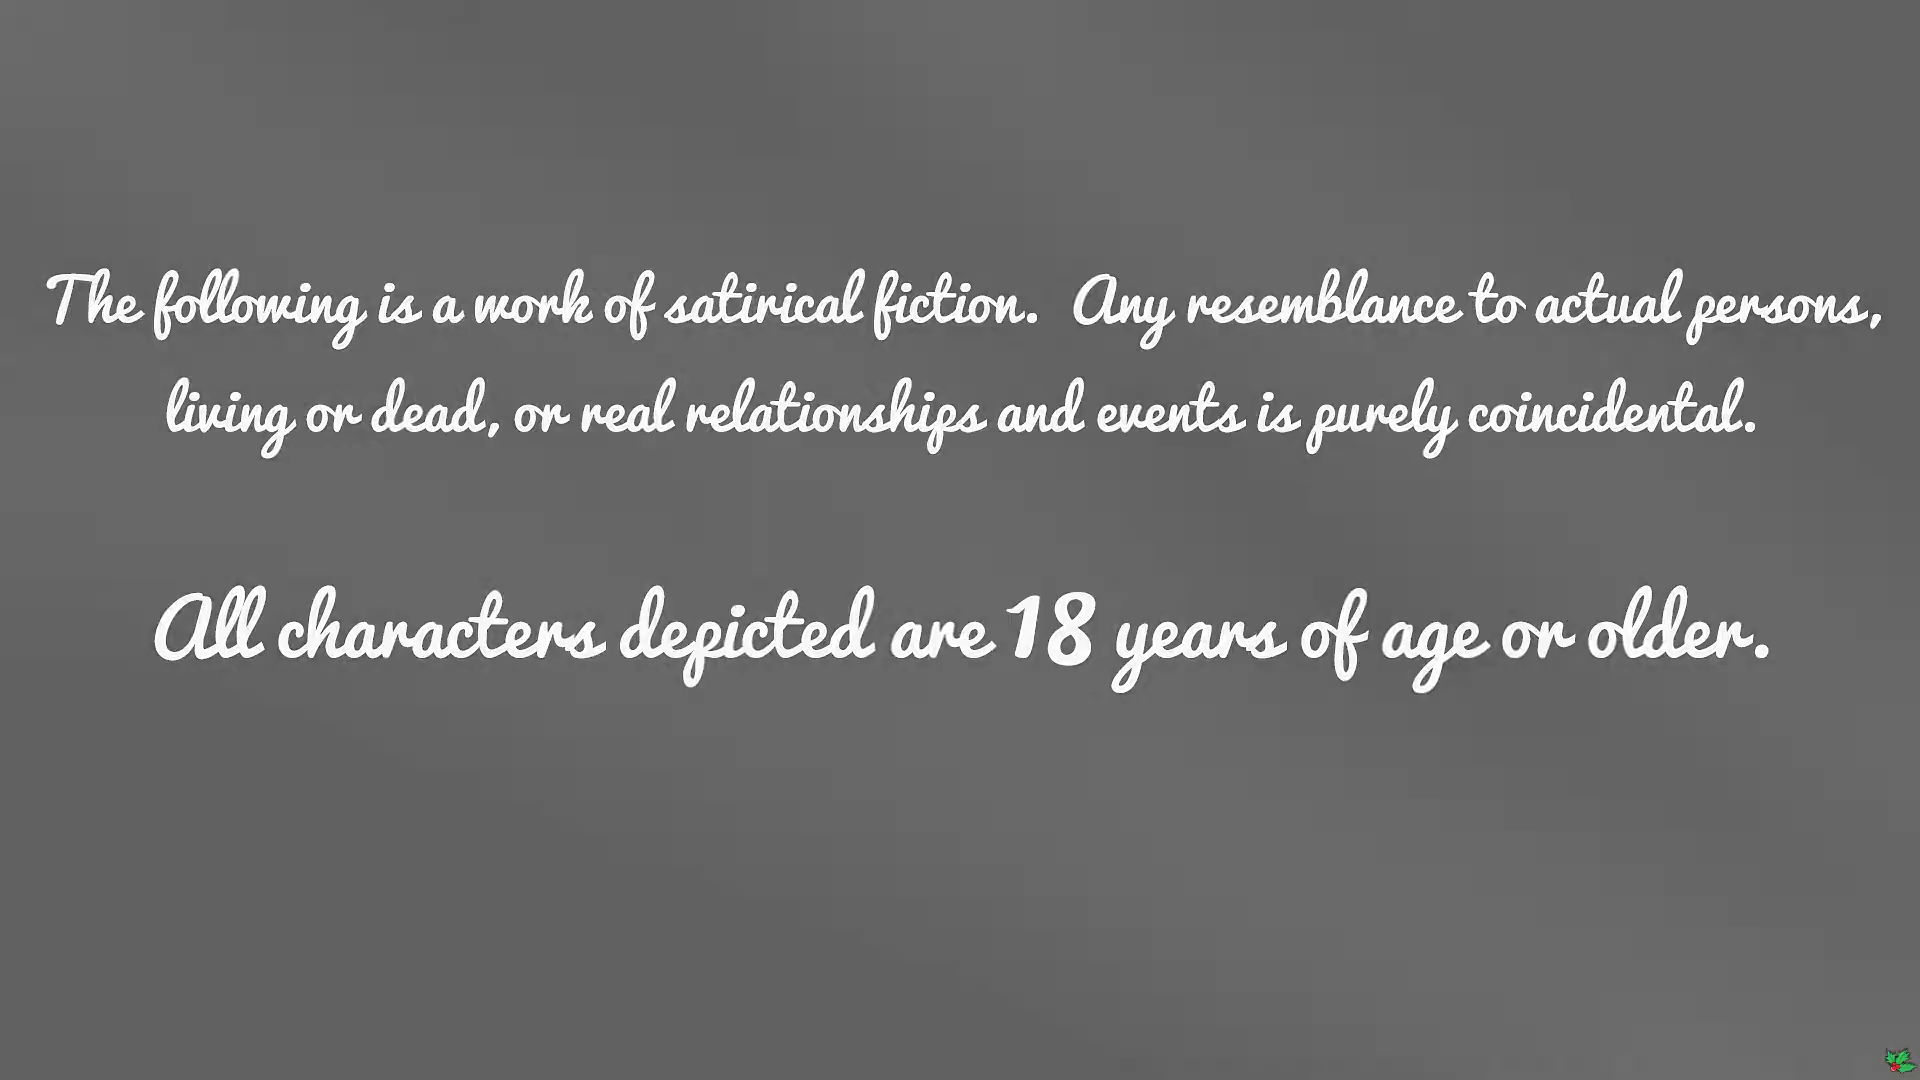 The following is a work of satirical fiction. Any resemblance to actual persons,
living or dead, or real relationships and events is purely coincidental.
All characters depicted are 18 years of age or older.